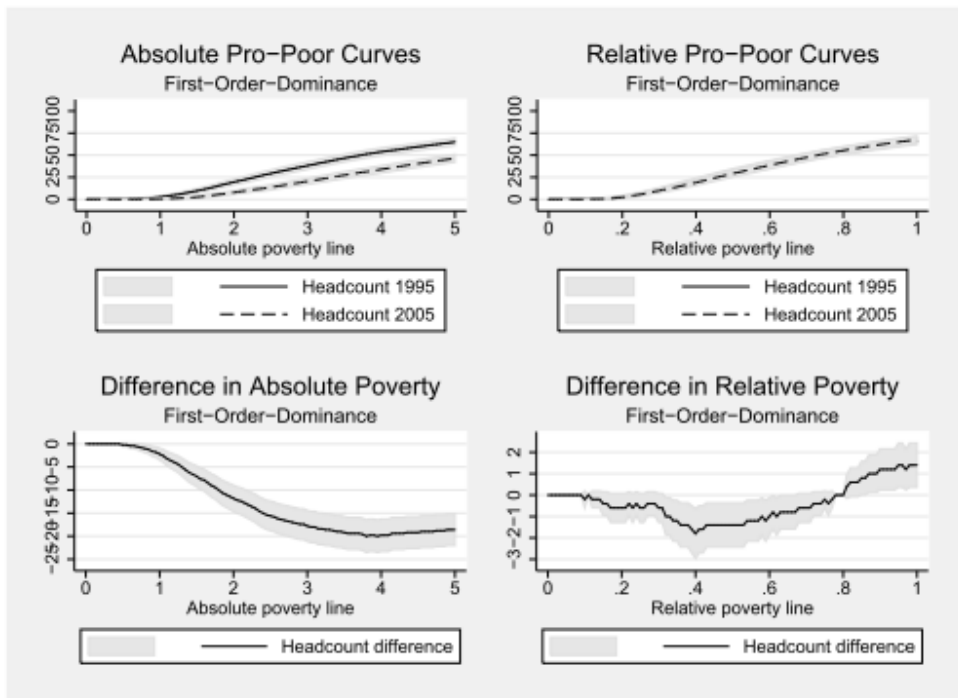 Absolute Pro−Poor Curves
First−Order−Dominance
0 25 50 75 100
0 1 2 3 4 5
Absolute poverty line
Headcount 1995
Headcount 2005
Relative Pro−Poor Curves
First−Order−Dominance
0 25 50 75 100
0 .2 .4 .6 .8 1
Relative poverty line
Headcount 1995
Headcount 2005
Difference in Absolute Poverty
First−Order−Dominance
−25−20−15−10−5 0
0 1 2 3 4 5
Absolute poverty line
Headcount difference
Difference in Relative Poverty
First−Order−Dominance
−3−2−1 0 1 2
0 .2 .4 .6 .8 1
Relative poverty line
Headcount difference